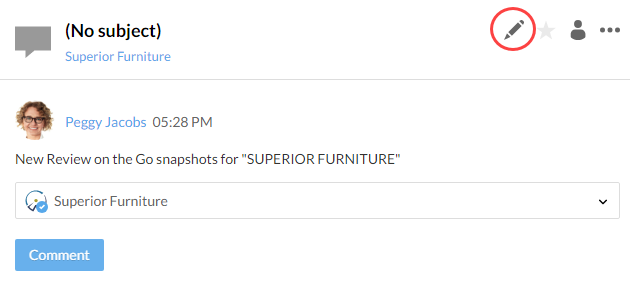 (No subject)
Superior Furniture
Peggy Jacobs 05:28 PM
New Review on the Go snapshots for "SUPERIOR FURNITURE"
Superior Furniture
Comment